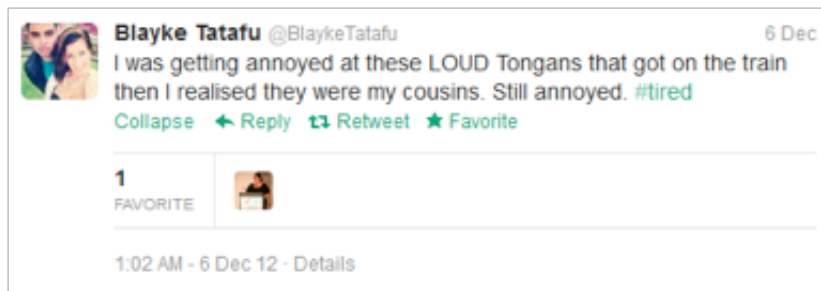 Blayke Tatafu @BlaykeTatafu 6 Dec
I was getting annoyed at these LOUD Tongans that got on the train
then I realised they were my cousins. Still annoyed. #tired
Collapse Reply Retweet Favorite
1
FAVORITE
1:02 AM - 6 Dec 12 · Details